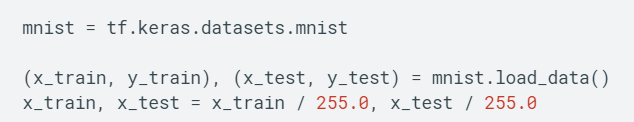 mnist = tf.keras.datasets.mnist
(x_train, y_train), (x_test, y_test) = mnist.load_data()
x_train, x_test = x_train / 255.0, x_test / 255.0